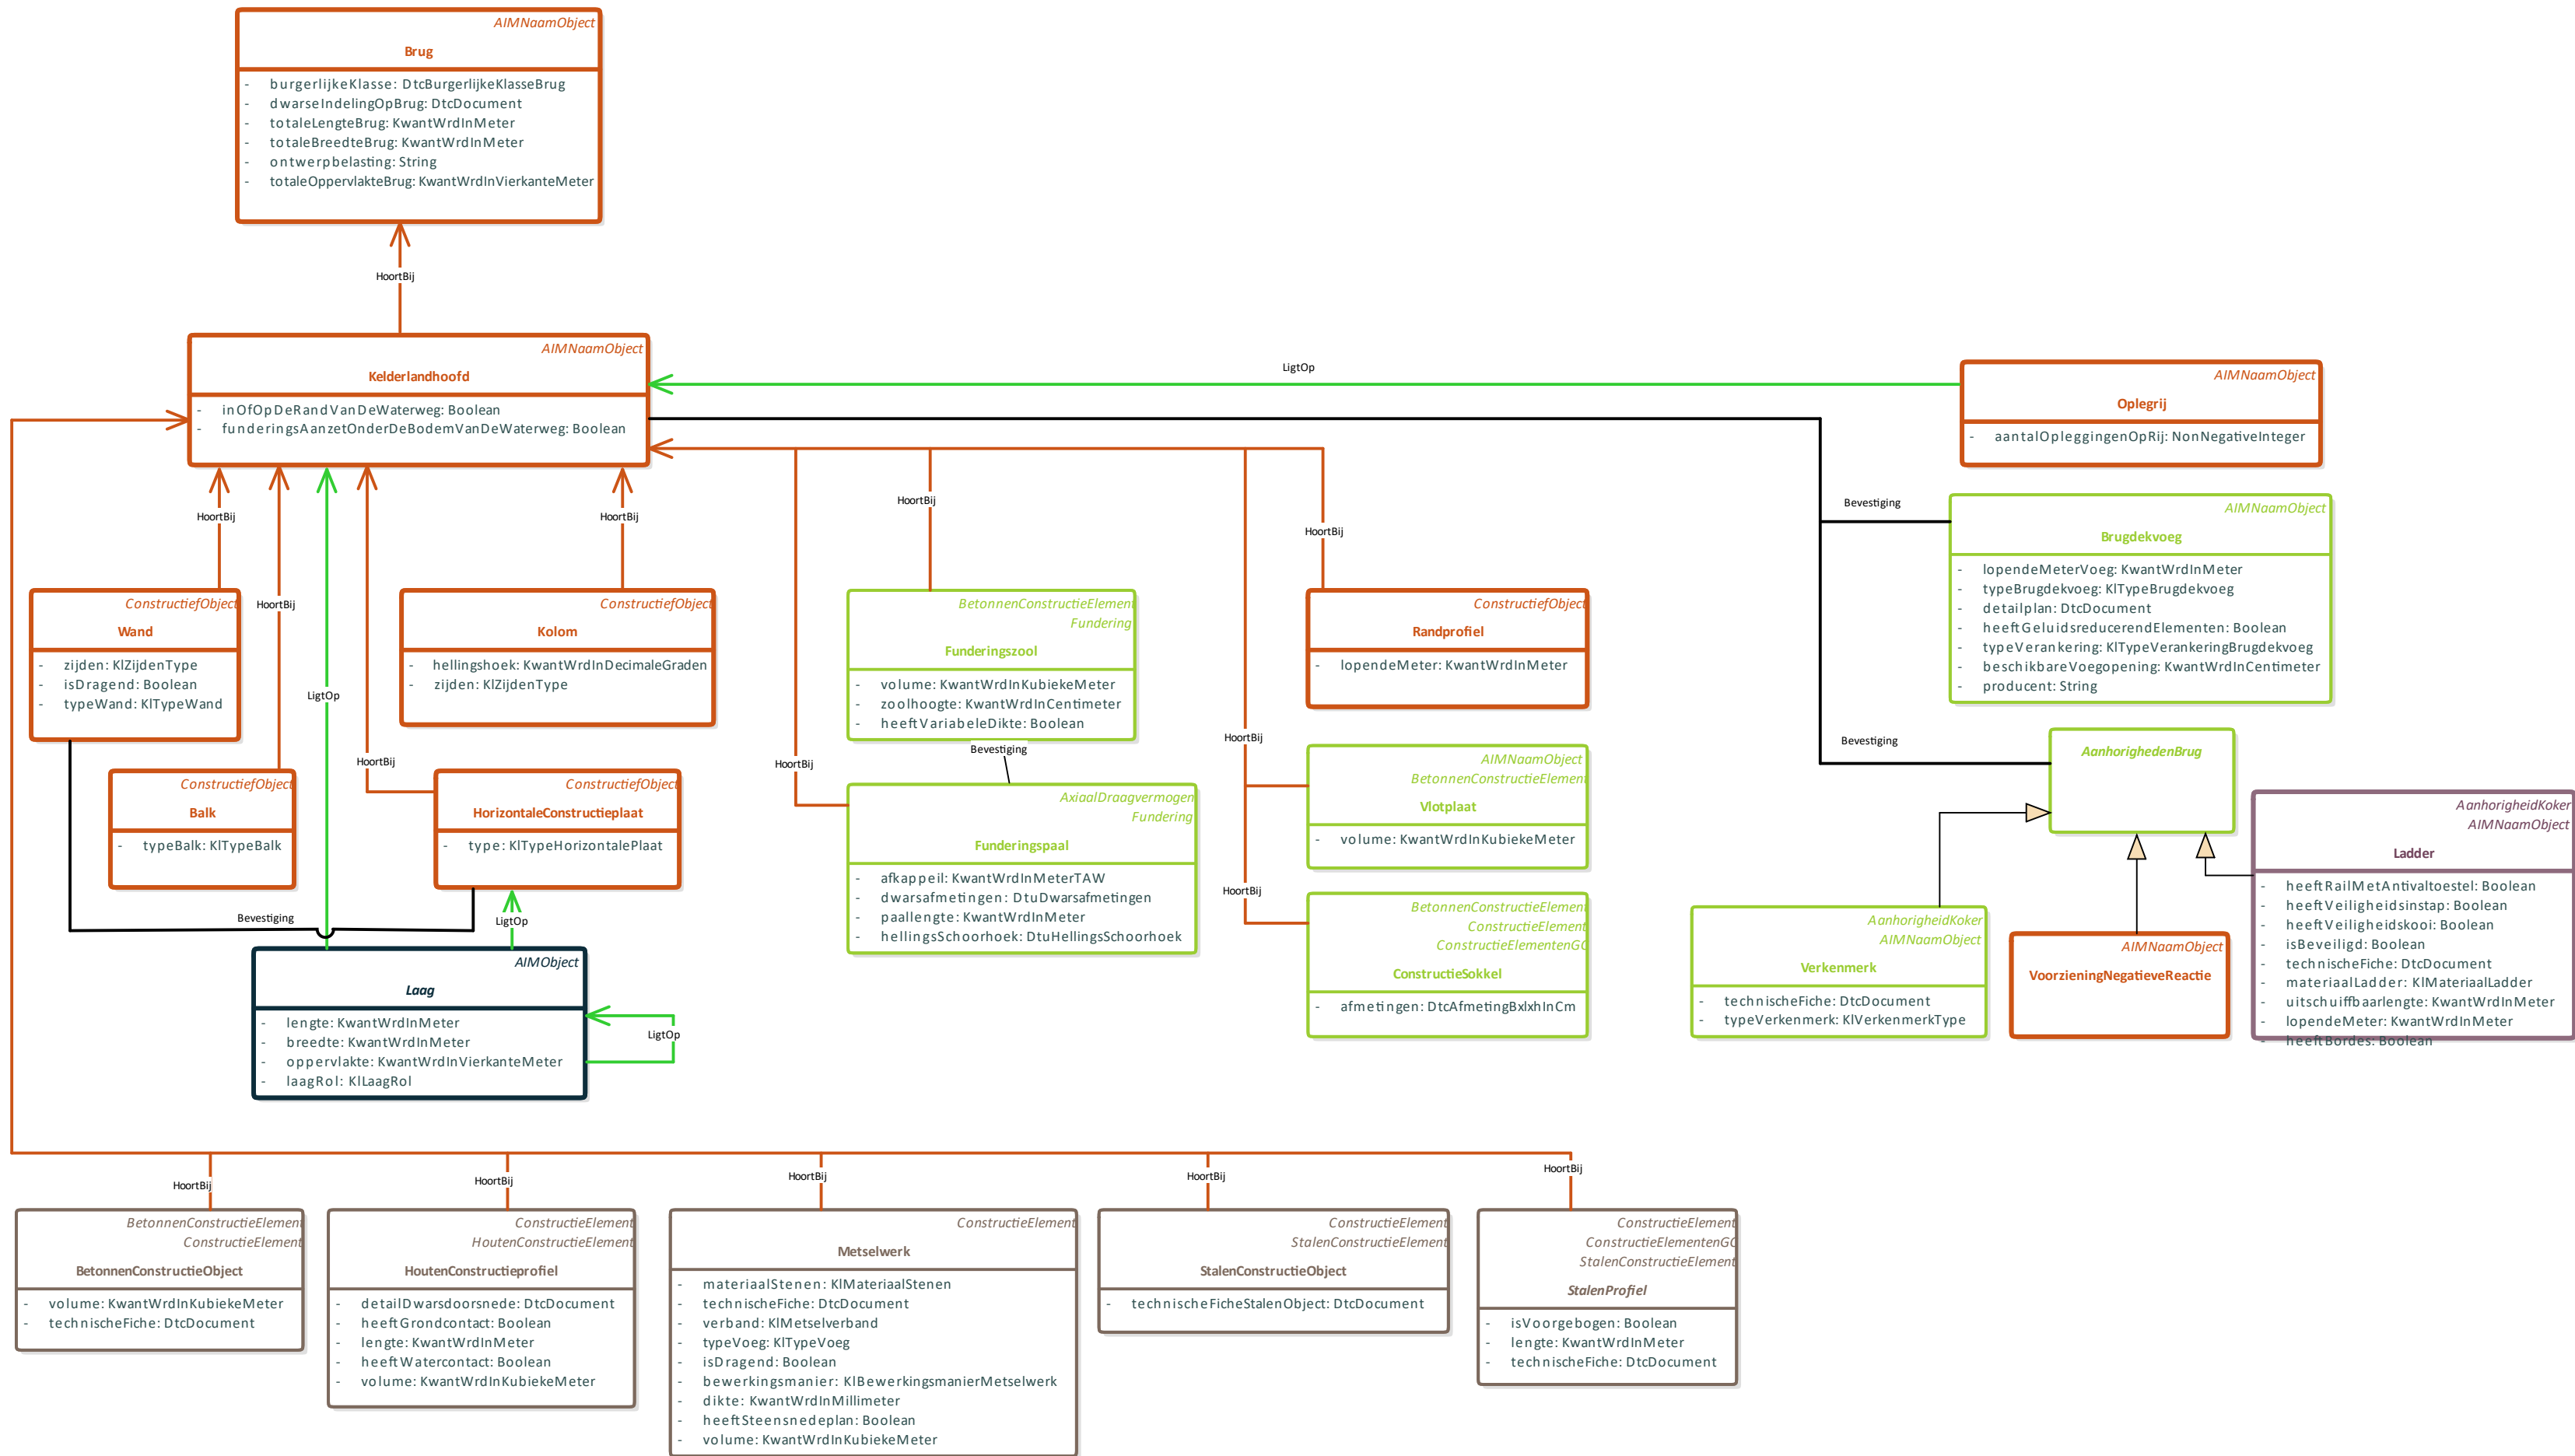 AIMNaamObject
Brug
- burgerlijkeKlasse: DtcBurgerlijkeKlasseBrug
- dwarseIndelingOpBrug: DtcDocument
- totaleLengteBrug: KwantWrdInMeter
- totaleBreedteBrug: KwantWrdInMeter
- ontwerpbelasting: String
- totaleOppervlakteBrug: KwantWrdInVierkanteMeter
HoortBij
AIMNaamObject
Kelderlandhoofd
- inOfOpDeRandVanDeWaterweg: Boolean
- funderingsAanzetOnderDeBodemVanDeWaterweg: Boolean
LigtOp
AIMNaamObject
Oplegrij
- aantalOpleggingenOpRij: NonNegativeInteger
Bevestiging
AIMNaamObject
Brugdekvoeg
- lopendeMeterVoeg: KwantWrdInMeter
- typeBrugdekvoeg: KlTypeBrugdekvoeg
- detailplan: DtcDocument
- heeftGeluidsreducerendElementen: Boolean
- typeVerankering: KlTypeVerankeringBrugdekvoeg
- beschikbareVoegopening: KwantWrdInCentimeter
- producent: String
HoortBij
HoortBij
HoortBij
HoortBij
HoortBij
LigtOp
HoortBij
ConstructiefObject
Wand
- zijden: KlZijdenType
- isDragend: Boolean
- typeWand: KlTypeWand
ConstructiefObject
Kolom
- hellingshoek: KwantWrdInDecimaleGraden
- zijden: KlZijdenType
BetonnenConstructieElement
Fundering
Funderingszool
- volume: KwantWrdInKubiekeMeter
- zoolhoogte: KwantWrdInCentimeter
- heeftVariabeleDikte: Boolean
ConstructiefObject
Randprofiel
- lopendeMeter: KwantWrdInMeter
Bevestiging
HoortBij
HoortBij
Bevestiging
AanhorighedenBrug
ConstructiefObject
Balk
- typeBalk: KlTypeBalk
ConstructiefObject
HorizontaleConstructieplaat
- type: KlTypeHorizontalePlaat
AxiaalDraagvermogen
Fundering
Funderingspaal
- afkappeil: KwantWrdInMeterTAW
- dwarsafmetingen: DtuDwarsafmetingen
- paallengte: KwantWrdInMeter
- hellingsSchoorhoek: DtuHellingsSchoorhoek
AIMNaamObject
BetonnenConstructieElement
Vlotplaat
- volume: KwantWrdInKubiekeMeter
AanhorigheidKoker
AIMNaamObject
Ladder
- heeftRailMetAntivaltoestel: Boolean
- heeftVeiligheidsinstap: Boolean
- heeftVeiligheidskooi: Boolean
- isBeveiligd: Boolean
- technischeFiche: DtcDocument
- materiaalLadder: KlMateriaalLadder
- uitschuifbaarlengte: KwantWrdInMeter
- lopendeMeter: KwantWrdInMeter
- heeftBordes: Boolean
HoortBij
Bevestiging
LigtOp
BetonnenConstructieElement
ConstructieElement
ConstructieElementenGC
ConstructieSokkel
- afmetingen: DtcAfmetingBxlxhInCm
AanhorigheidKoker
AIMNaamObject
Verkenmerk
- technischeFiche: DtcDocument
- typeVerkenmerk: KlVerkenmerkType
AIMNaamObject
VoorzieningNegatieveReactie
AIMObject
Laag
- lengte: KwantWrdInMeter
- breedte: KwantWrdInMeter
- oppervlakte: KwantWrdInVierkanteMeter
- laagRol: KlLaagRol
LigtOp
HoortBij
HoortBij
HoortBij
HoortBij
HoortBij
BetonnenConstructieElement
ConstructieElement
BetonnenConstructieObject
- volume: KwantWrdInKubiekeMeter
- technischeFiche: DtcDocument
ConstructieElement
HoutenConstructieElement
HoutenConstructieprofiel
- detailDwarsdoorsnede: DtcDocument
- heeftGrondcontact: Boolean
- lengte: KwantWrdInMeter
- heeftWatercontact: Boolean
- volume: KwantWrdInKubiekeMeter
ConstructieElement
Metselwerk
- materiaalStenen: KlMateriaalStenen
- technischeFiche: DtcDocument
- verband: KlMetselverband
- typeVoeg: KlTypeVoeg
- isDragend: Boolean
- bewerkingsmanier: KlBewerkingsmanierMetselwerk
- dikte: KwantWrdInMillimeter
- heeftSteensnedeplan: Boolean
- volume: KwantWrdInKubiekeMeter
ConstructieElement
StalenConstructieElement
StalenConstructieObject
- technischeFicheStalenObject: DtcDocument
ConstructieElement
ConstructieElementenGC
StalenConstructieElement
StalenProfiel
- isVoorgebogen: Boolean
- lengte: KwantWrdInMeter
- technischeFiche: DtcDocument